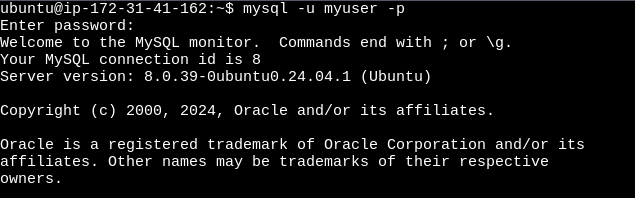 ubuntu@ip-172-31-41-162:~$ mysql -u myuser -p
Enter password:
Welcome to the MySQL monitor.  Commands end with ; or \g.
Your MySQL connection id is 8
Server version: 8.0.39-0ubuntu0.24.04.1 (Ubuntu)
Copyright (c) 2000, 2024, Oracle and/or its affiliates.
Oracle is a registered trademark of Oracle Corporation and/or its
affiliates. Other names may be trademarks of their respective
owners.